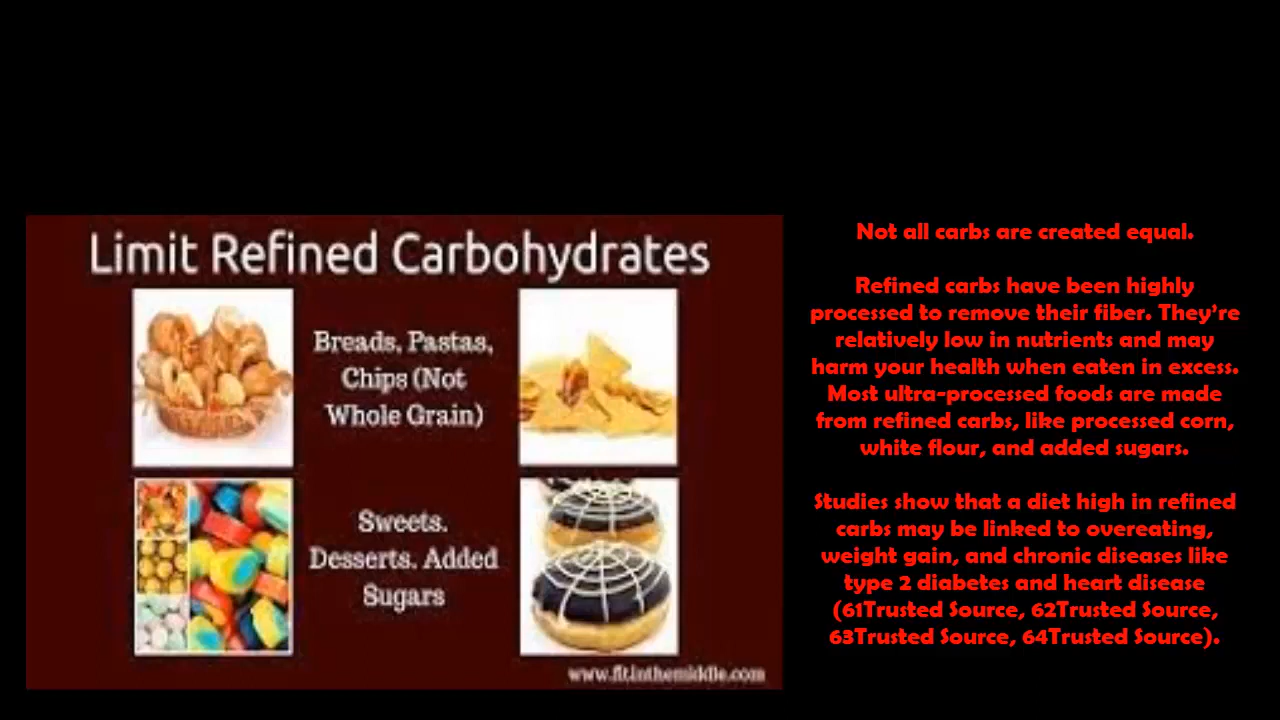 Limit Refined Carbohydrates
Breads, Pastas,
Chips (Not
Whole Grain)
Sweets.
Desserts. Added
Sugars
www.fitinthemiddle.com
Not all carbs are created equal.
Refined carbs have been highly
processed to remove their fiber. They're
relatively low in nutrients and may
harm your health when eaten in excess.
Most ultra-processed foods are made
from refined carbs, like processed corn,
white flour, and added sugars.
Studies show that a diet high in refined
carbs may be linked to overeating,
weight gain, and chronic diseases like
type 2 diabetes and heart disease
(61Trusted Source, 62Trusted Source,
63Trusted Source, 64Trusted Source).